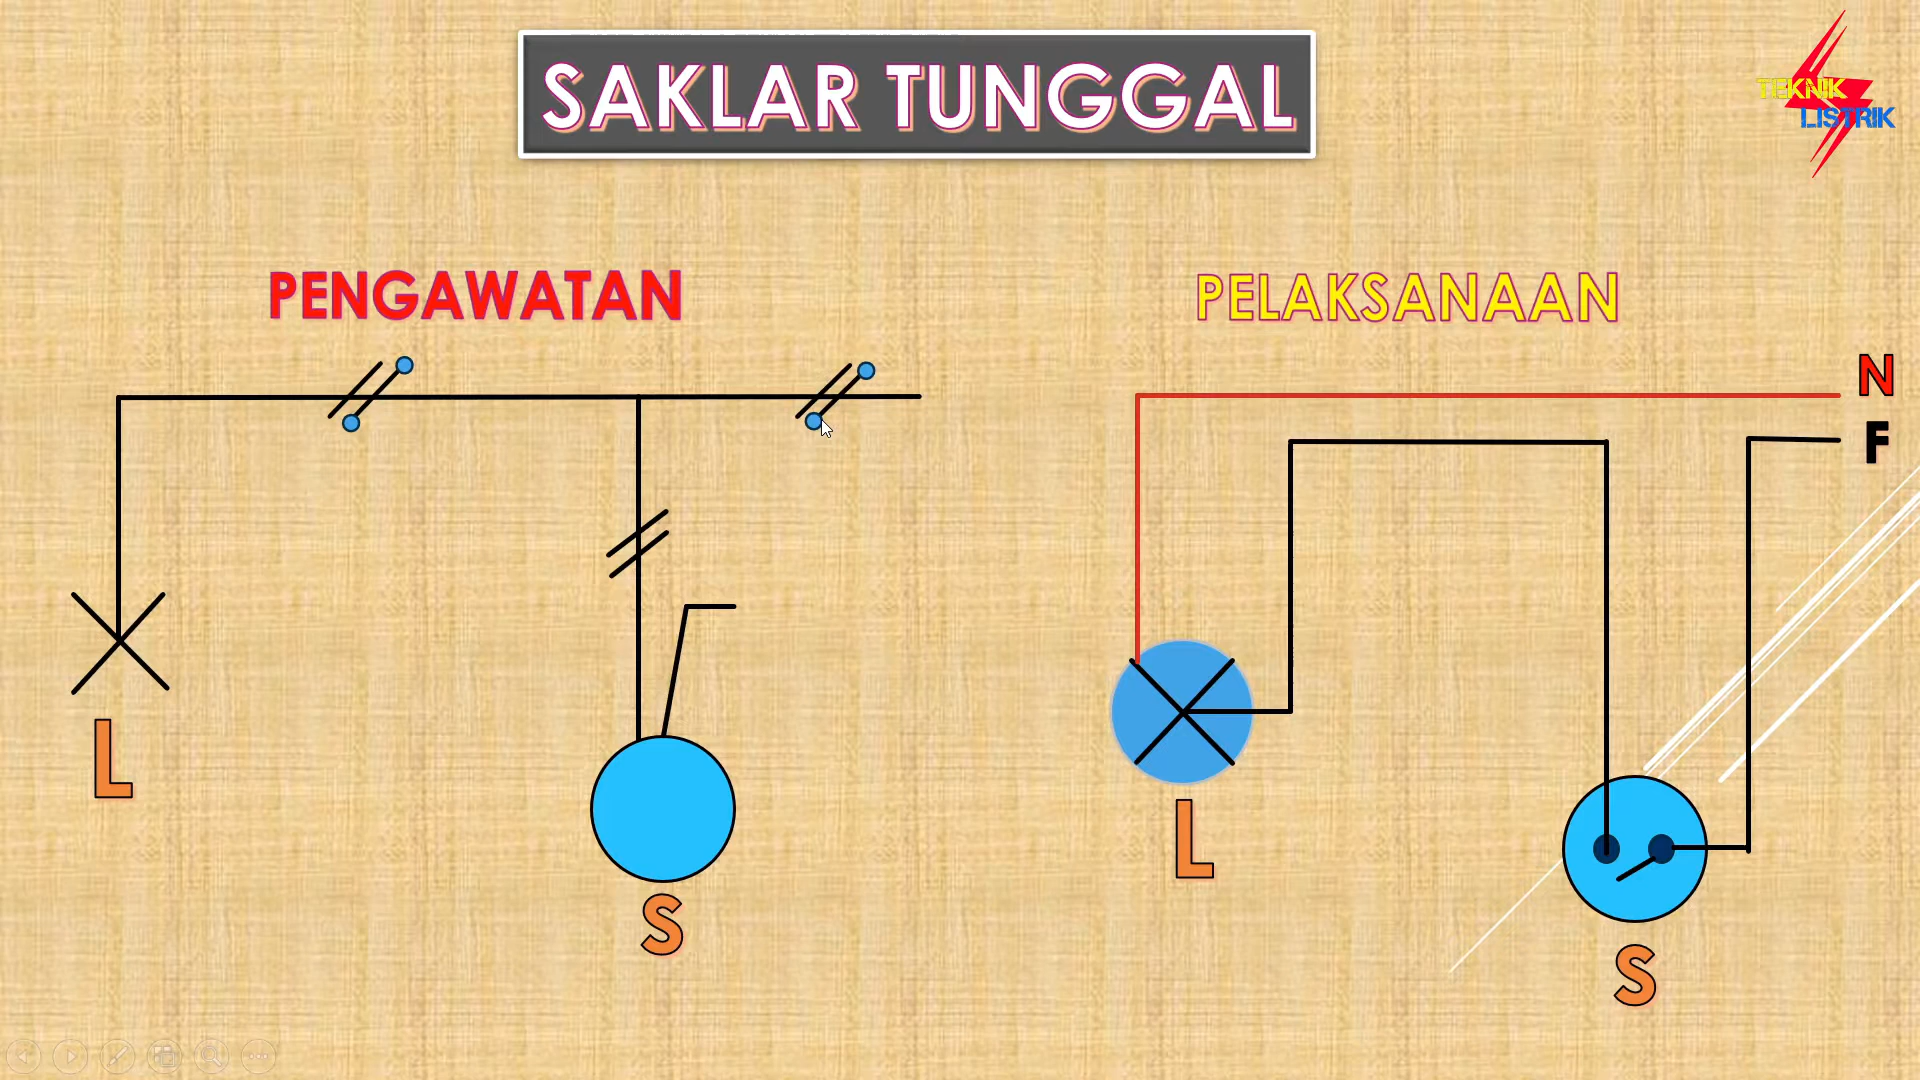 SAKLAR TUNGGAL
TEKNIK
LISTRIK
PENGAWATAN
PELAKSANAAN
N
F
L
S
L
S